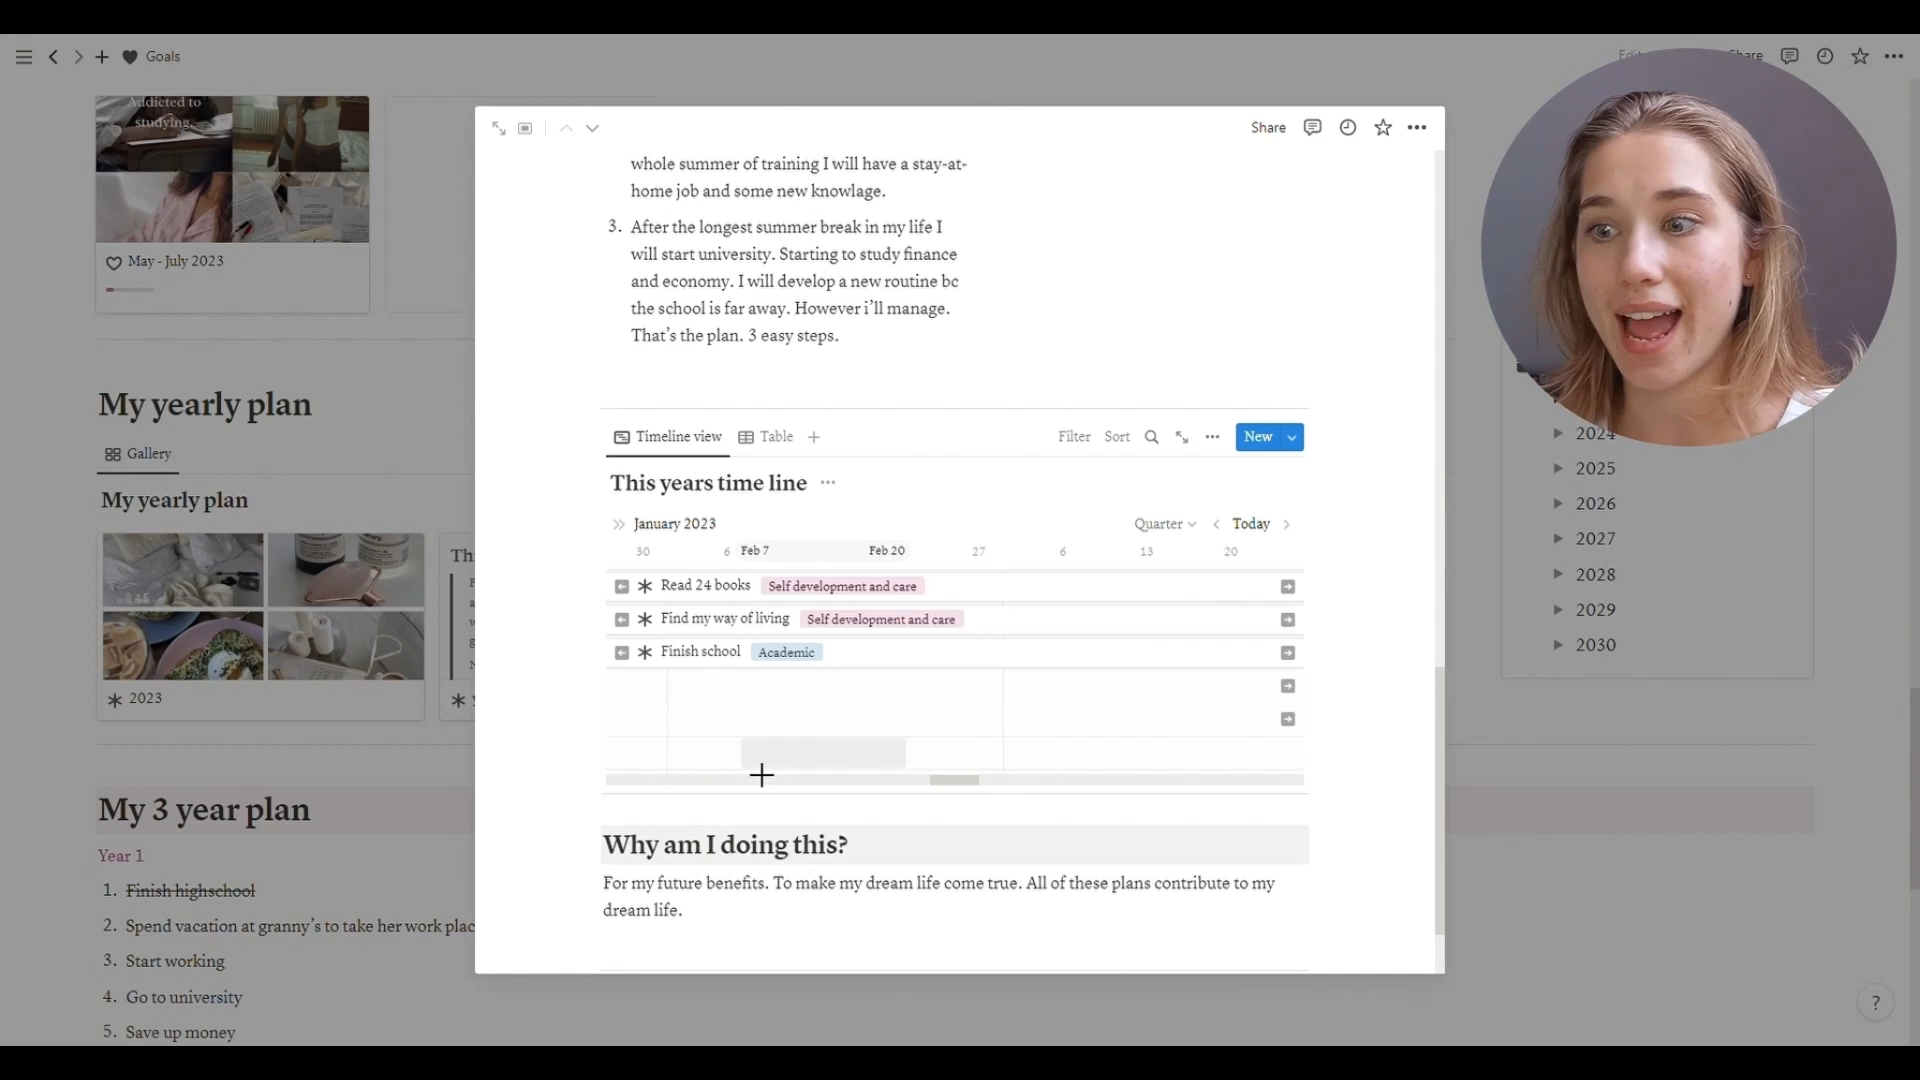 Goals
Share
Addicted to
studying.
May - July 2023
My yearly plan
Gallery
My yearly plan
2023
My 3 year plan
Year 1
1. Finish highschool
2. Spend vacation at granny's to take her work plac
3. Start working
4. Go to university
5. Save up money
Share
whole summer of training I will have a stay-at-
home job and some new knowlage.
3. After the longest summer break in my life I
will start university. Starting to study finance
and economy. I will develop a new routine bc
the school is far away. However i'll manage.
That's the plan. 3 easy steps.
Timeline view Table Filter Sort New
This years time line
January 2023 Quarter Today
30 6 Feb 7 Feb 20 27 6 13 20
Read 24 books Self development and care
Find my way of living Self development and care
Finish school Academic
Why am I doing this?
For my future benefits. To make my dream life come true. All of these plans contribute to my
dream life.
2024
2025
2026
2027
2028
2029
2030
?